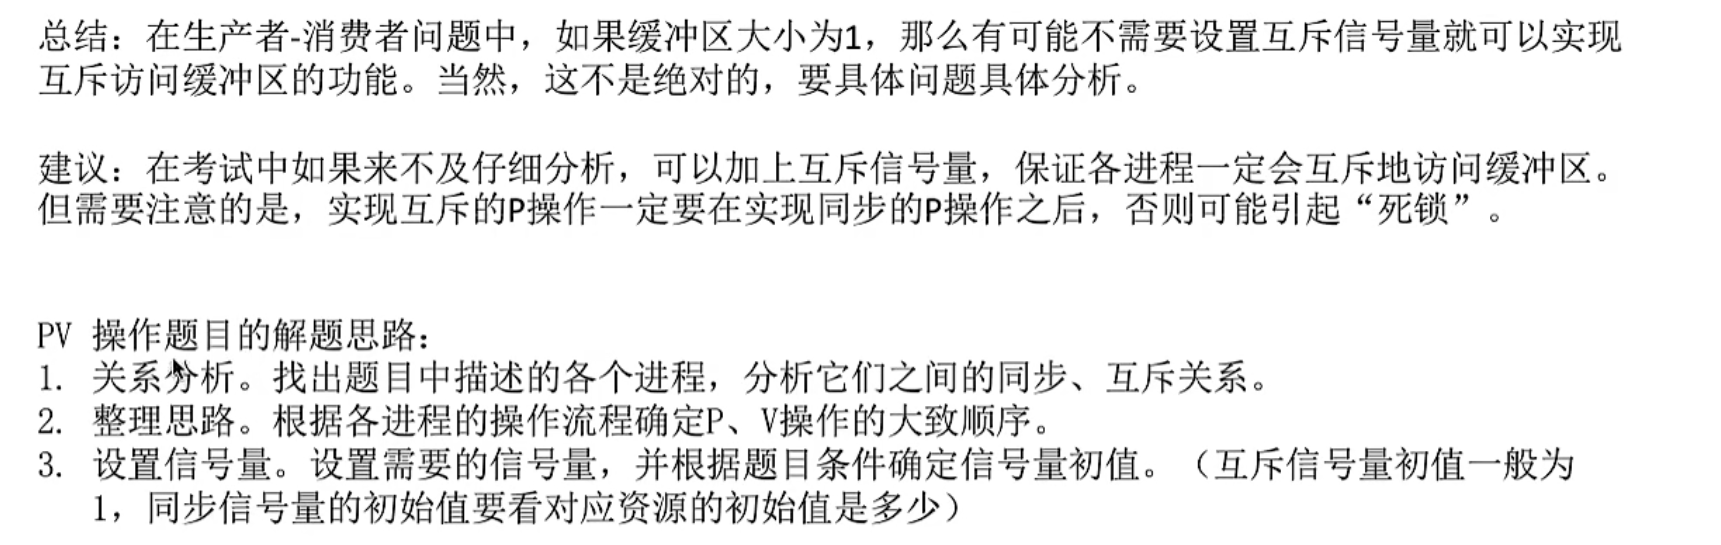 总结：在生产者-消费者问题中，如果缓冲区大小为1，那么有可能不需要设置互斥信号量就可以实现
互斥访问缓冲区的功能。当然，这不是绝对的，要具体问题具体分析。
建议：在考试中如果来不及仔细分析，可以加上互斥信号量，保证各进程一定会互斥地访问缓冲区。
但需要注意的是，实现互斥的P操作一定要在实现同步的P操作之后，否则可能引起“死锁”。
PV 操作题目的解题思路：
1. 关系分析。找出题目中描述的各个进程，分析它们之间的同步、互斥关系。
2. 整理思路。根据各进程的操作流程确定P、V操作的大致顺序。
3. 设置信号量。设置需要的信号量，并根据题目条件确定信号量初值。（互斥信号量初值一般为
1，同步信号量的初始值要看对应资源的初始值是多少）